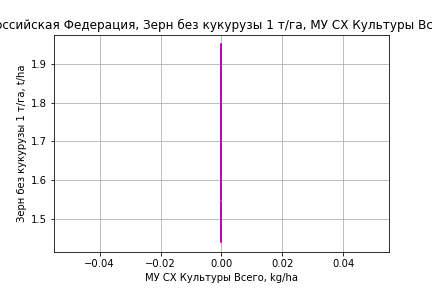 оссийская Федерация, Зерн без кукурузы 1 т/га, МУ СХ Культуры Вс
1.9
1.8
1.7
1.6
1.5
Зерн без кукурузы 1 т/га, t/ha
−0.04 −0.02 0.00 0.02 0.04
МУ СХ Культуры Всего, kg/ha